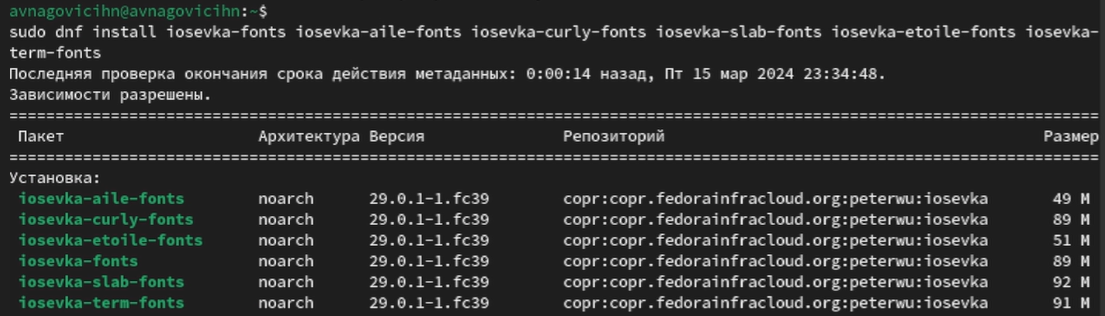 avnagovicihn@avnagovicihn:~$
sudo dnf install iosevka-fonts iosevka-aile-fonts iosevka-curly-fonts iosevka-slab-fonts iosevka-etoile-fonts iosevka-
term-fonts
Последняя проверка окончания срока действия метаданных: 0:00:14 назад, Пт 15 мар 2024 23:34:48.
Зависимости разрешены.
================================================================================
Пакет Архитектура Версия Репозиторий Размер
================================================================================
Установка:
iosevka-aile-fonts noarch 29.0.1-1.fc39 copr:copr.fedorainfracloud.org:peterwu:iosevka 49 M
iosevka-curly-fonts noarch 29.0.1-1.fc39 copr:copr.fedorainfracloud.org:peterwu:iosevka 89 M
iosevka-etoile-fonts noarch 29.0.1-1.fc39 copr:copr.fedorainfracloud.org:peterwu:iosevka 51 M
iosevka-fonts noarch 29.0.1-1.fc39 copr:copr.fedorainfracloud.org:peterwu:iosevka 89 M
iosevka-slab-fonts noarch 29.0.1-1.fc39 copr:copr.fedorainfracloud.org:peterwu:iosevka 92 M
iosevka-term-fonts noarch 29.0.1-1.fc39 copr:copr.fedorainfracloud.org:peterwu:iosevka 91 M